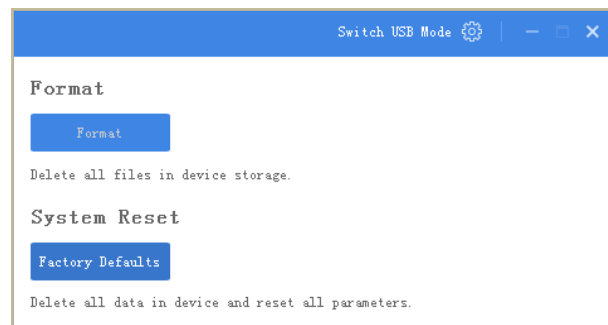 Switch USB Mode
Format
Format
Delete all files in device storage.
System Reset
Factory Defaults
Delete all data in device and reset all parameters.